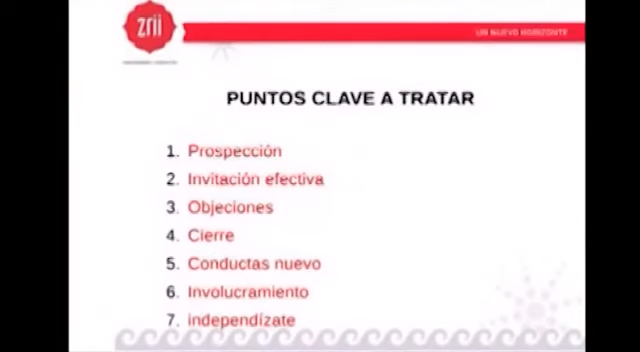 zrii
UN NUEVO HORIZONTE
PUNTOS CLAVE A TRATAR
1. Prospección
2. Invitación efectiva
3. Objeciones
4. Cierre
5. Conductas nuevo
6. Involucramiento
7. independízate